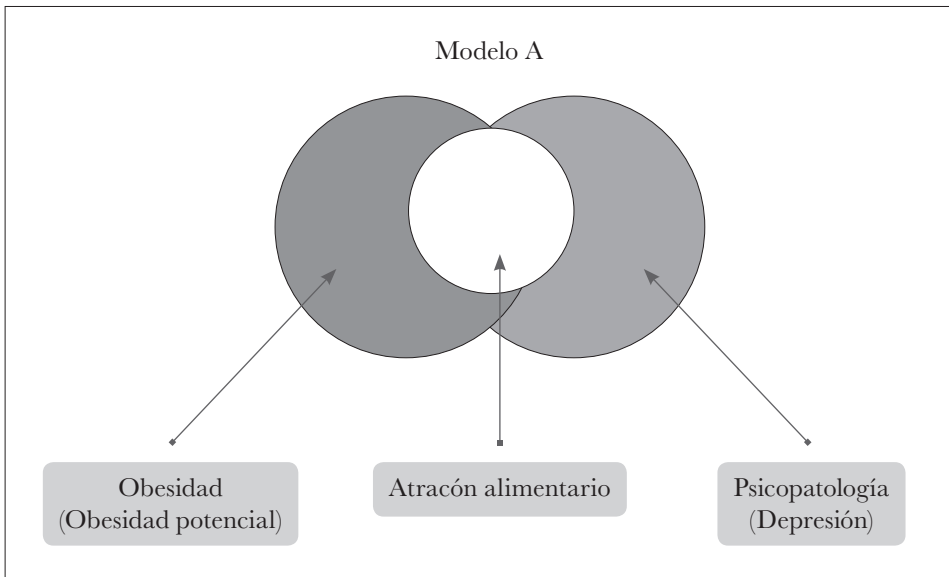 Modelo A
Obesidad
(Obesidad potencial)
Atracón alimentario
Psicopatología
(Depresión)